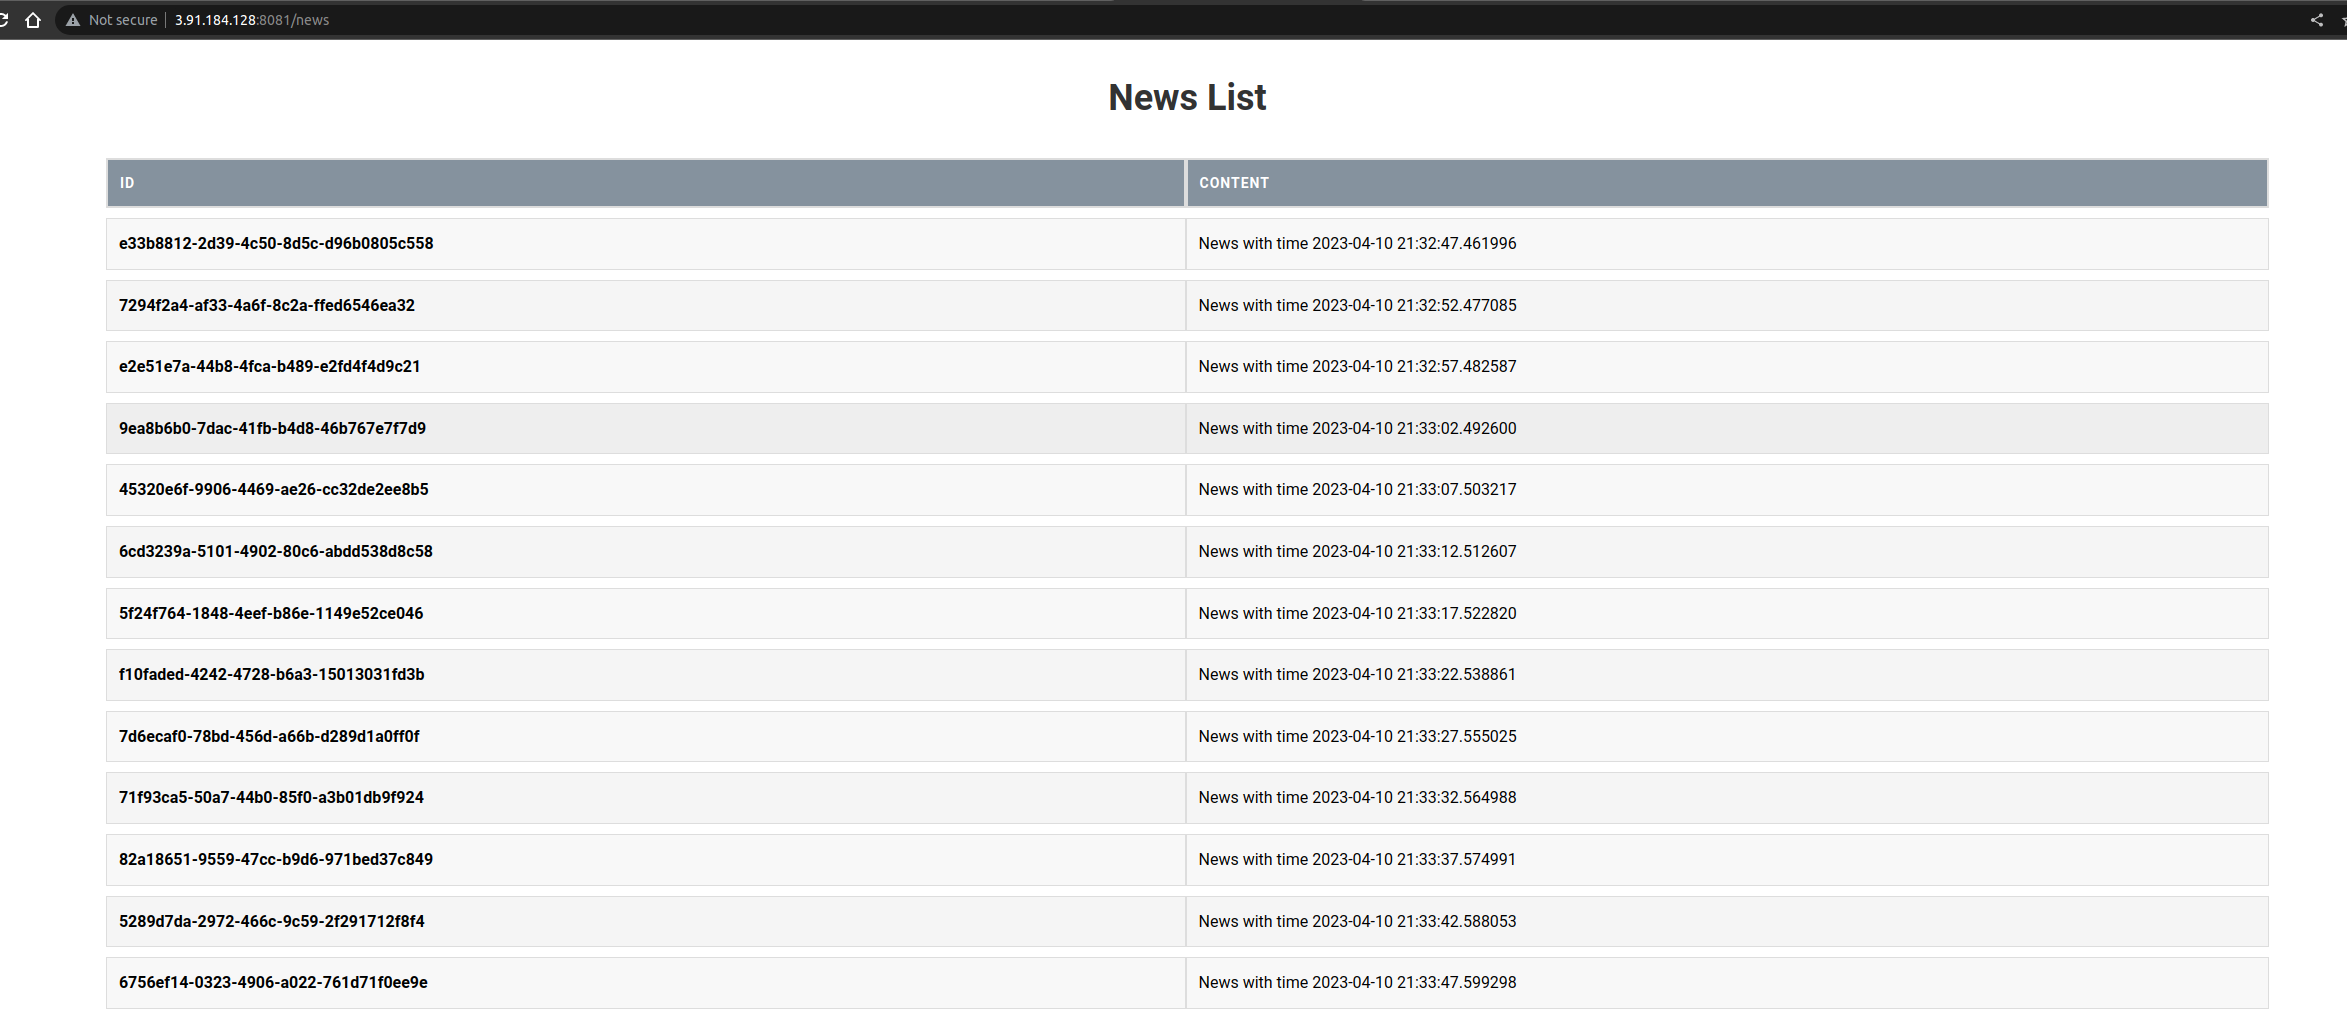 Not secure 3.91.184.128:8081/news
News List
ID CONTENT
e33b8812-2d39-4c50-8d5c-d96b0805c558 News with time 2023-04-10 21:32:47.461996
7294f2a4-af33-4a6f-8c2a-ffed6546ea32 News with time 2023-04-10 21:32:52.477085
e2e51e7a-44b8-4fca-b489-e2fd4f4d9c21 News with time 2023-04-10 21:32:57.482587
9ea8b6b0-7dac-41fb-b4d8-46b767e7f7d9 News with time 2023-04-10 21:33:02.492600
45320e6f-9906-4469-ae26-cc32de2ee8b5 News with time 2023-04-10 21:33:07.503217
6cd3239a-5101-4902-80c6-abdd538d8c58 News with time 2023-04-10 21:33:12.512607
5f24f764-1848-4eef-b86e-1149e52ce046 News with time 2023-04-10 21:33:17.522820
f10faded-4242-4728-b6a3-15013031fd3b News with time 2023-04-10 21:33:22.538861
7d6ecaf0-78bd-456d-a66b-d289d1a0ff0f News with time 2023-04-10 21:33:27.555025
71f93ca5-50a7-44b0-85f0-a3b01db9f924 News with time 2023-04-10 21:33:32.564988
82a18651-9559-47cc-b9d6-971bed37c849 News with time 2023-04-10 21:33:37.574991
5289d7da-2972-466c-9c59-2f291712f8f4 News with time 2023-04-10 21:33:42.588053
6756ef14-0323-4906-a022-761d71f0ee9e News with time 2023-04-10 21:33:47.599298